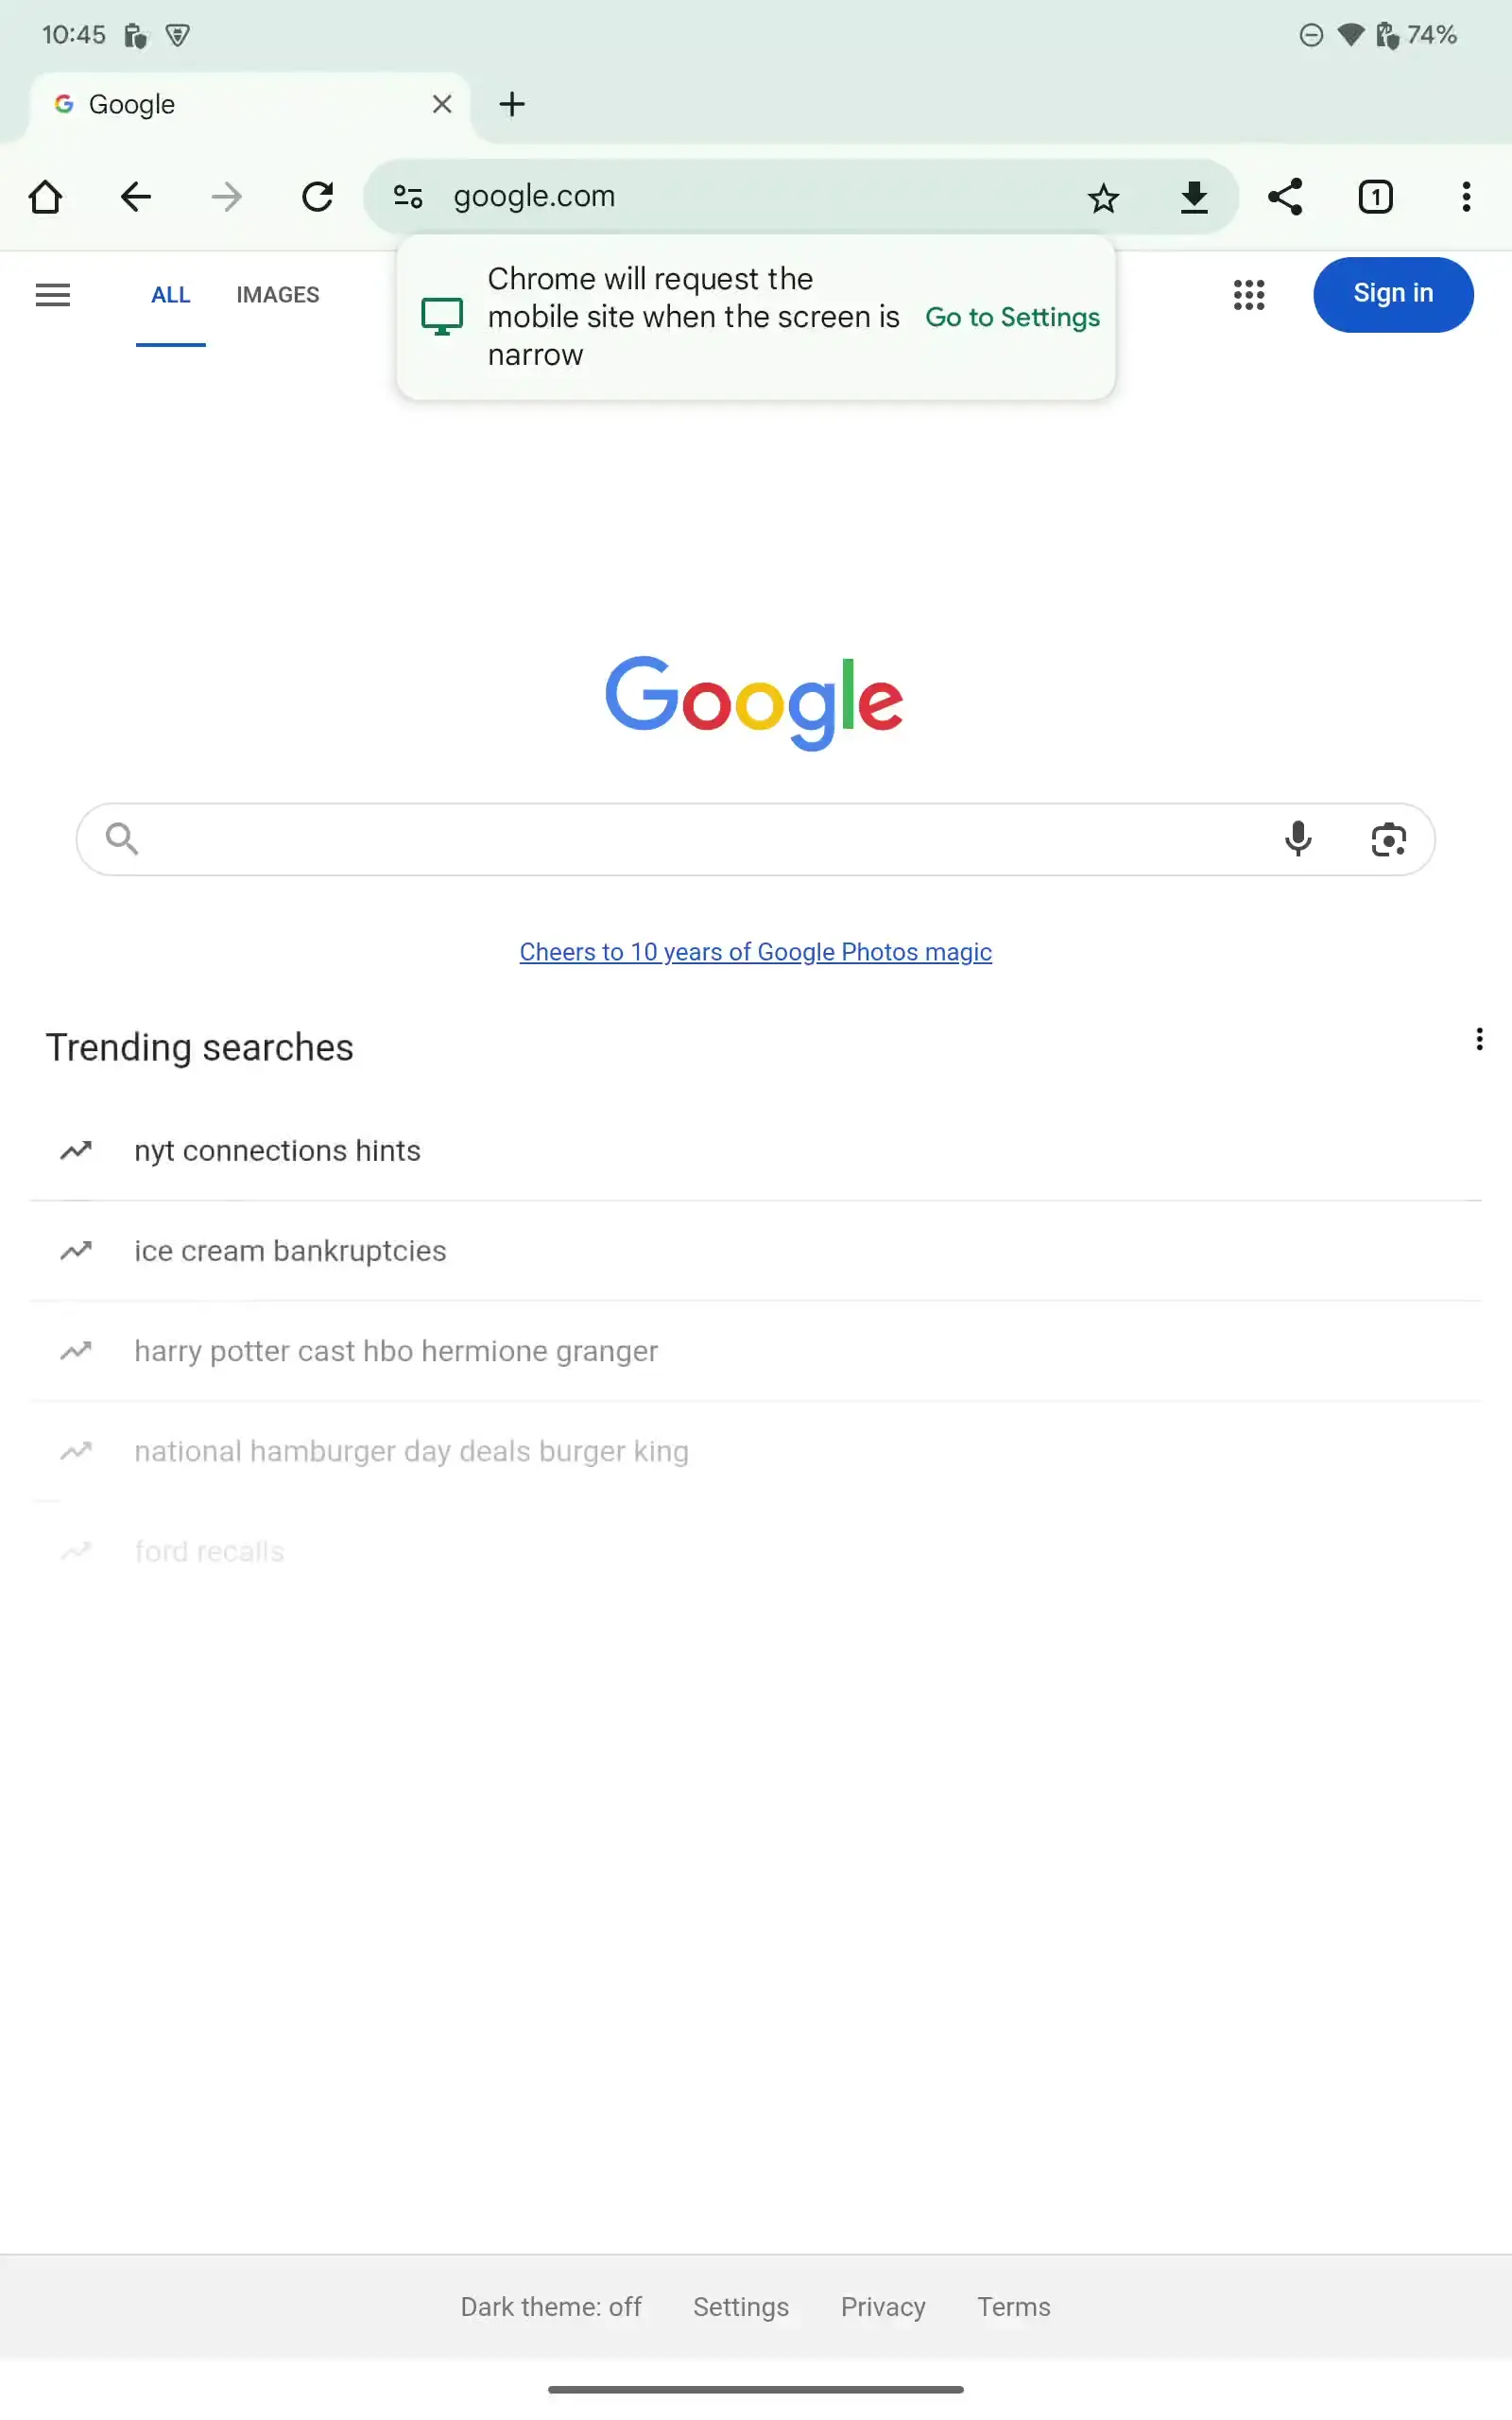 10:45
74%
Google
google.com
1
ALL
IMAGES
Chrome will request the
mobile site when the screen is
narrow
Go to Settings
Sign in
Google
Cheers to 10 years of Google Photos magic
Trending searches
nyt connections hints
ice cream bankruptcies
harry potter cast hbo hermione granger
national hamburger day deals burger king
ford recalls
Dark theme: off
Settings
Privacy
Terms